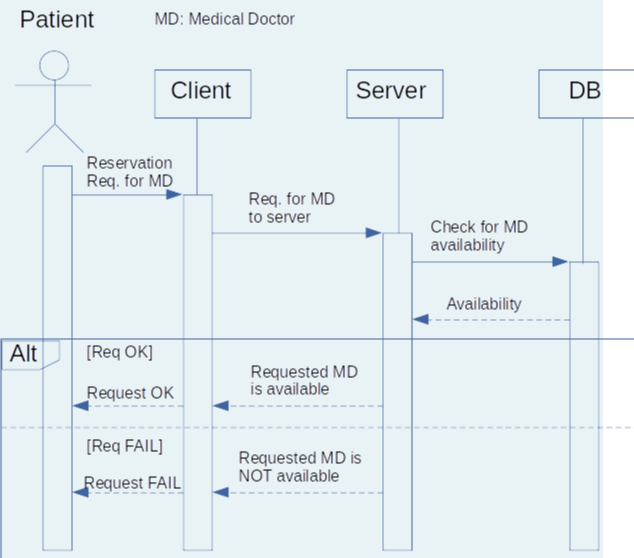 Patient
MD: Medical Doctor
Client
Server
DB
Reservation
Req. for MD
Req. for MD
to server
Check for MD
availability
Availability
Alt
[Req OK]
Requested MD
is available
Request OK
[Req FAIL]
Requested MD is
NOT available
Request FAIL